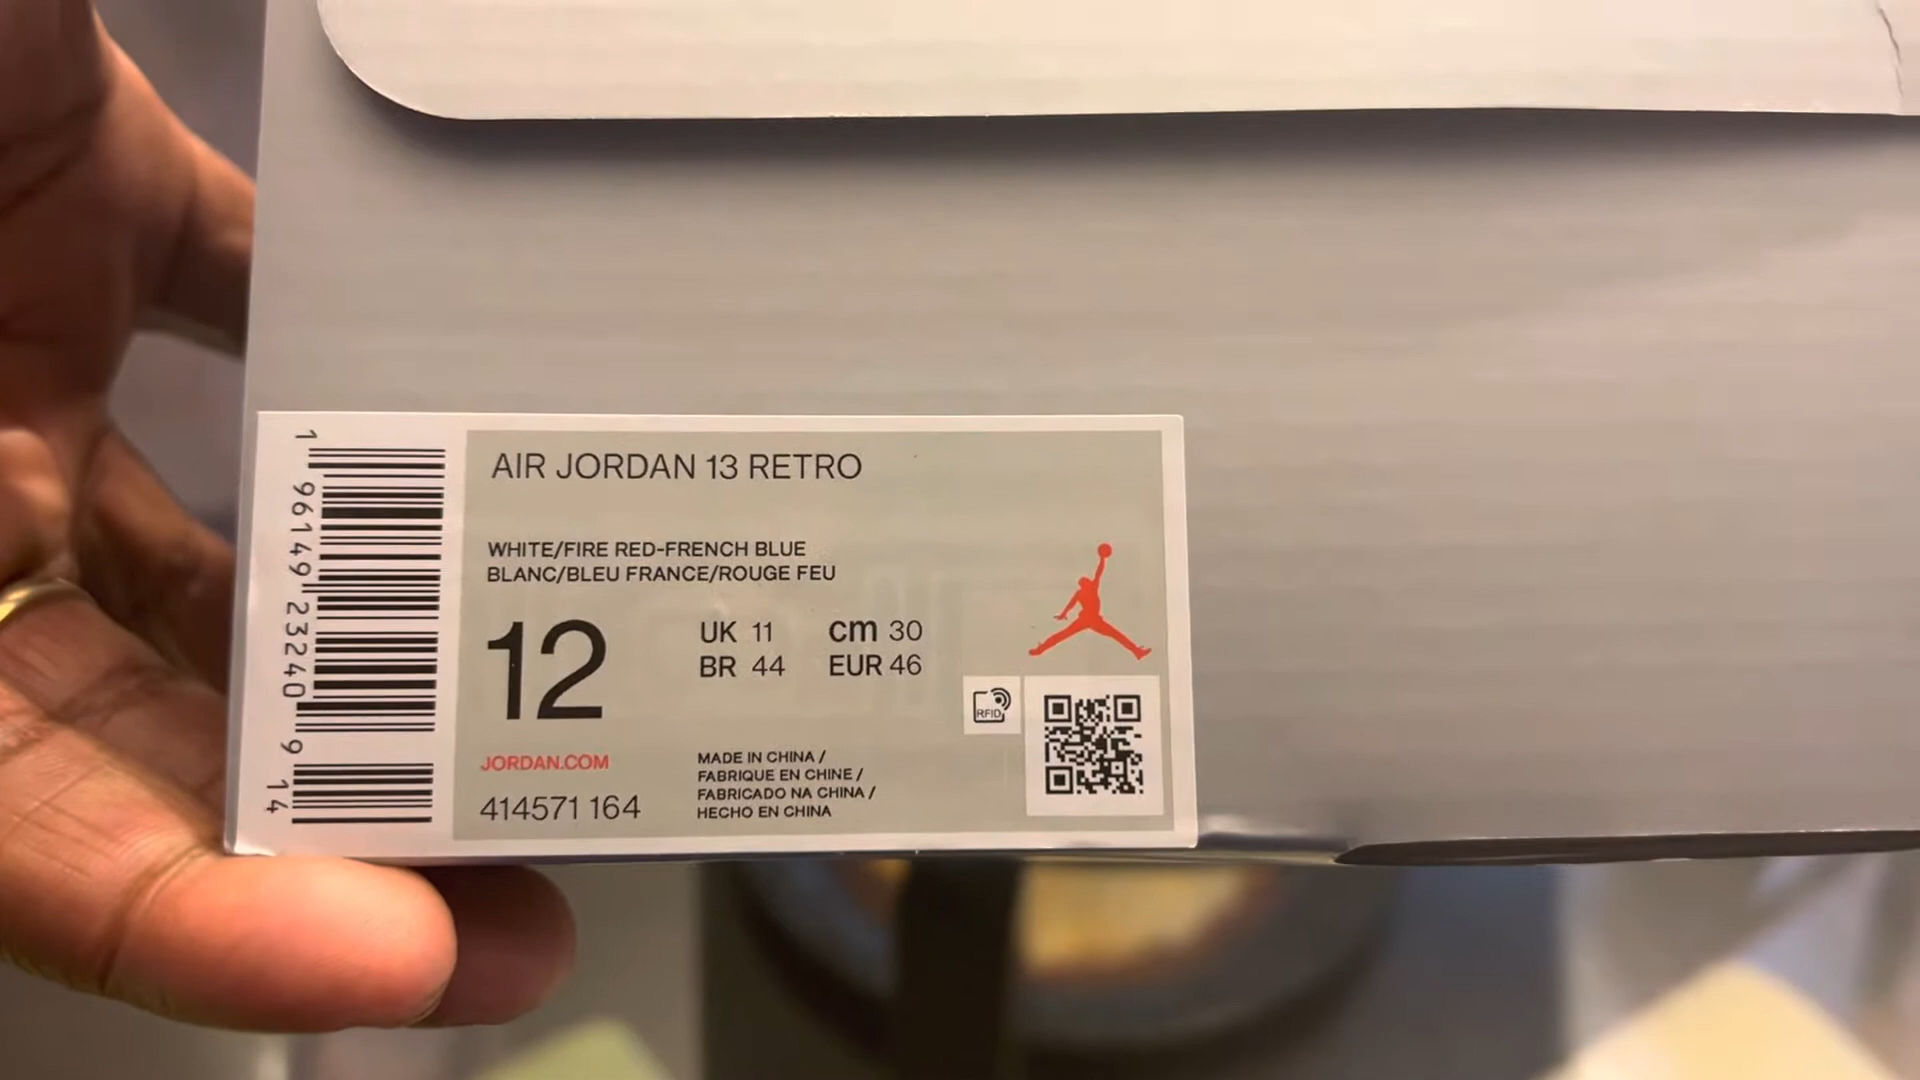 AIR JORDAN 13 RETRO
WHITE/FIRE RED-FRENCH BLUE
BLANC/BLEU FRANCE/ROUGE FEU
12
UK 11
cm 30
BR 44
EUR 46
RFID
JORDAN.COM
414571 164
MADE IN CHINA /
FABRIQUE EN CHINE /
FABRICADO NA CHINA /
HECHO EN CHINA
1 96149 23240 9 14